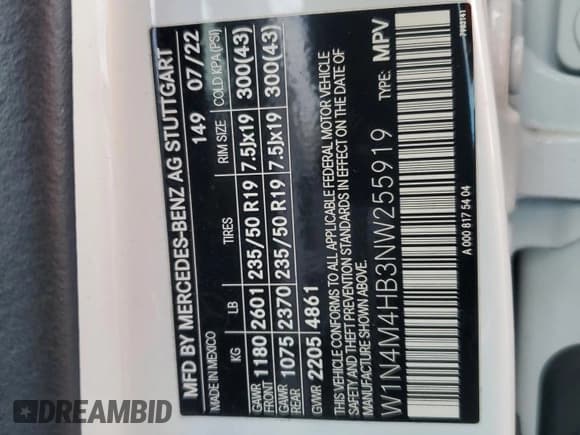 MFD BY MERCEDES-BENZ AG STUTTGART
MADE IN MEXICO 149 07/22
KG LB TIRES RIM SIZE COLD KPA (PSI)
GAWR FRONT 1180 2601 235/50 R19 7.5Jx19 300(43)
GAWR REAR 1075 2370 235/50 R19 7.5Jx19 300(43)
GVWR 2205 4861
THIS VEHICLE CONFORMS TO ALL APPLICABLE FEDERAL MOTOR VEHICLE
SAFETY AND THEFT PREVENTION STANDARDS IN EFFECT ON THE DATE OF
MANUFACTURE SHOWN ABOVE.
TYPE: MPV
W1N4M4HB3NW255919
A 000 817 54 04
DREAMBID